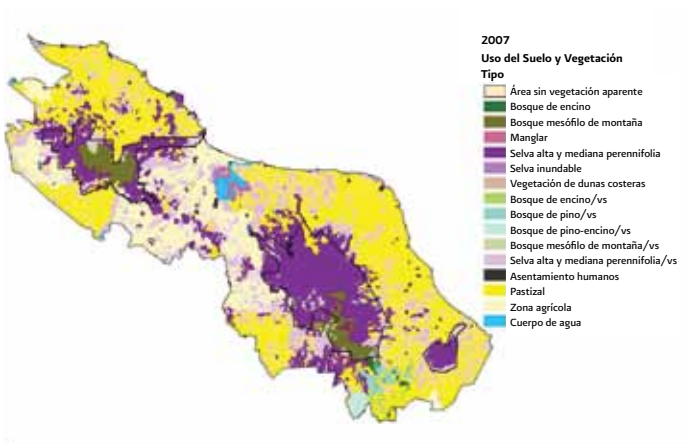 2007
Uso del Suelo y Vegetación
Tipo
Área sin vegetación aparente
Bosque de encino
Bosque mesófilo de montaña
Manglar
Selva alta y mediana perennifolia
Selva inundable
Vegetación de dunas costeras
Bosque de encino/vs
Bosque de pino/vs
Bosque de pino-encino/vs
Bosque mesófilo de montaña/vs
Selva alta y mediana perennifolia/vs
Asentamiento humanos
Pastizal
Zona agrícola
Cuerpo de agua